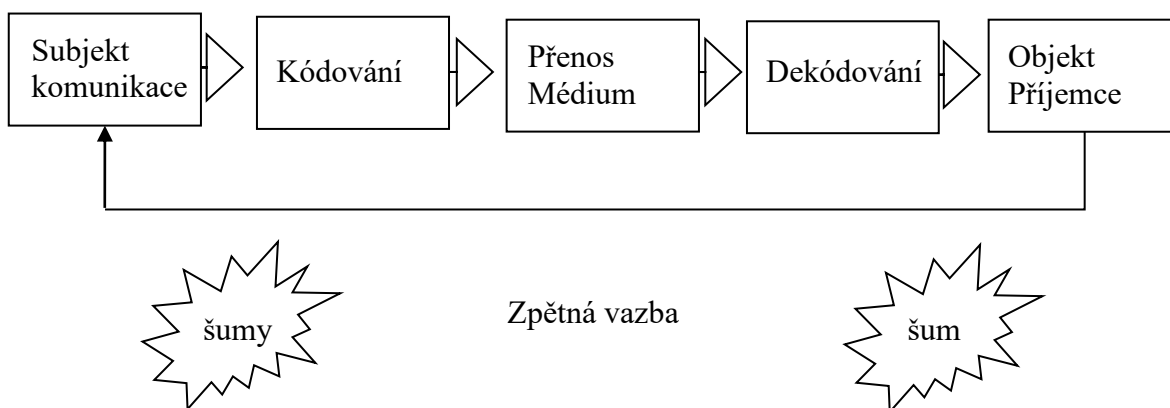 Subjekt
komunikace
Kódování
Přenos
Médium
Dekódování
Objekt
Příjemce
šumy
Zpětná vazba
šum